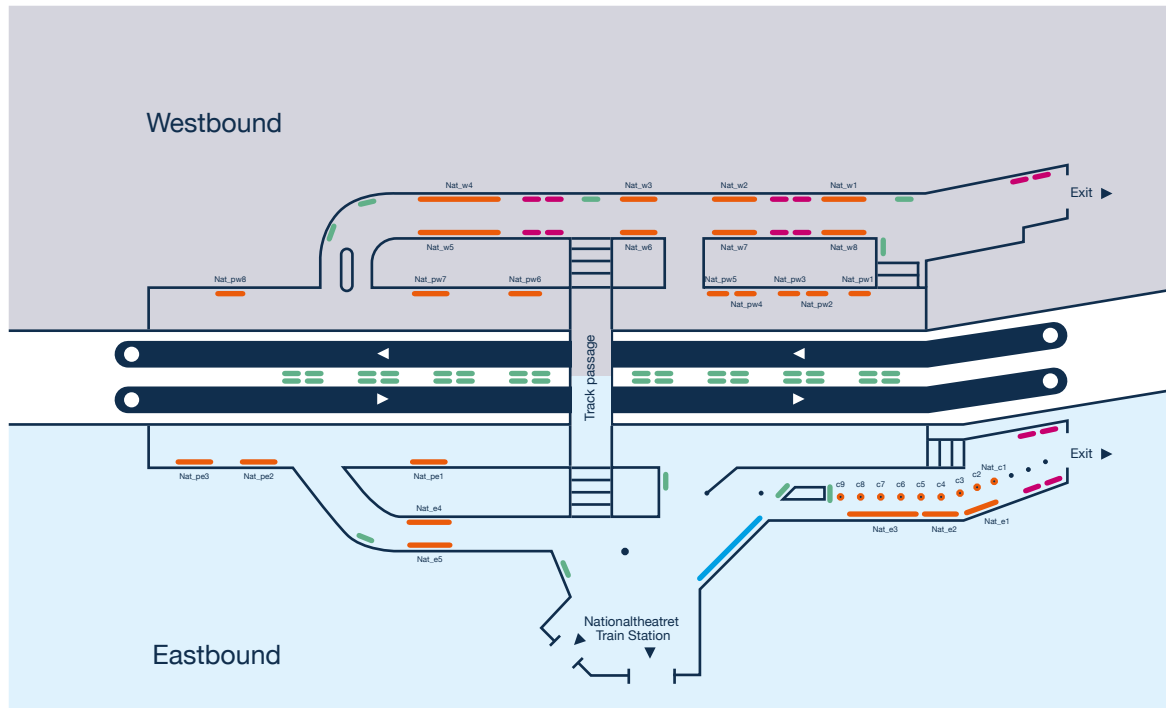 Westbound
Nat_w4
Nat_w3
Nat_w2
Nat_w1
Exit
Nat_w5
Nat_w6
Nat_w7
Nat_w8
Nat_pw8
Nat_pw7
Nat_pw6
Nat_pw5
Nat_pw3
Nat_pw1
Nat_pw4
Nat_pw2
Track passage
Nat_pe3
Nat_pe2
Nat_pe1
Exit
Nat_c1
c2
c3
c4
c5
c6
c7
c8
c9
Nat_e4
Nat_e5
Nat_e3
Nat_e2
Nat_e1
Nationaltheatret
Train Station
Eastbound